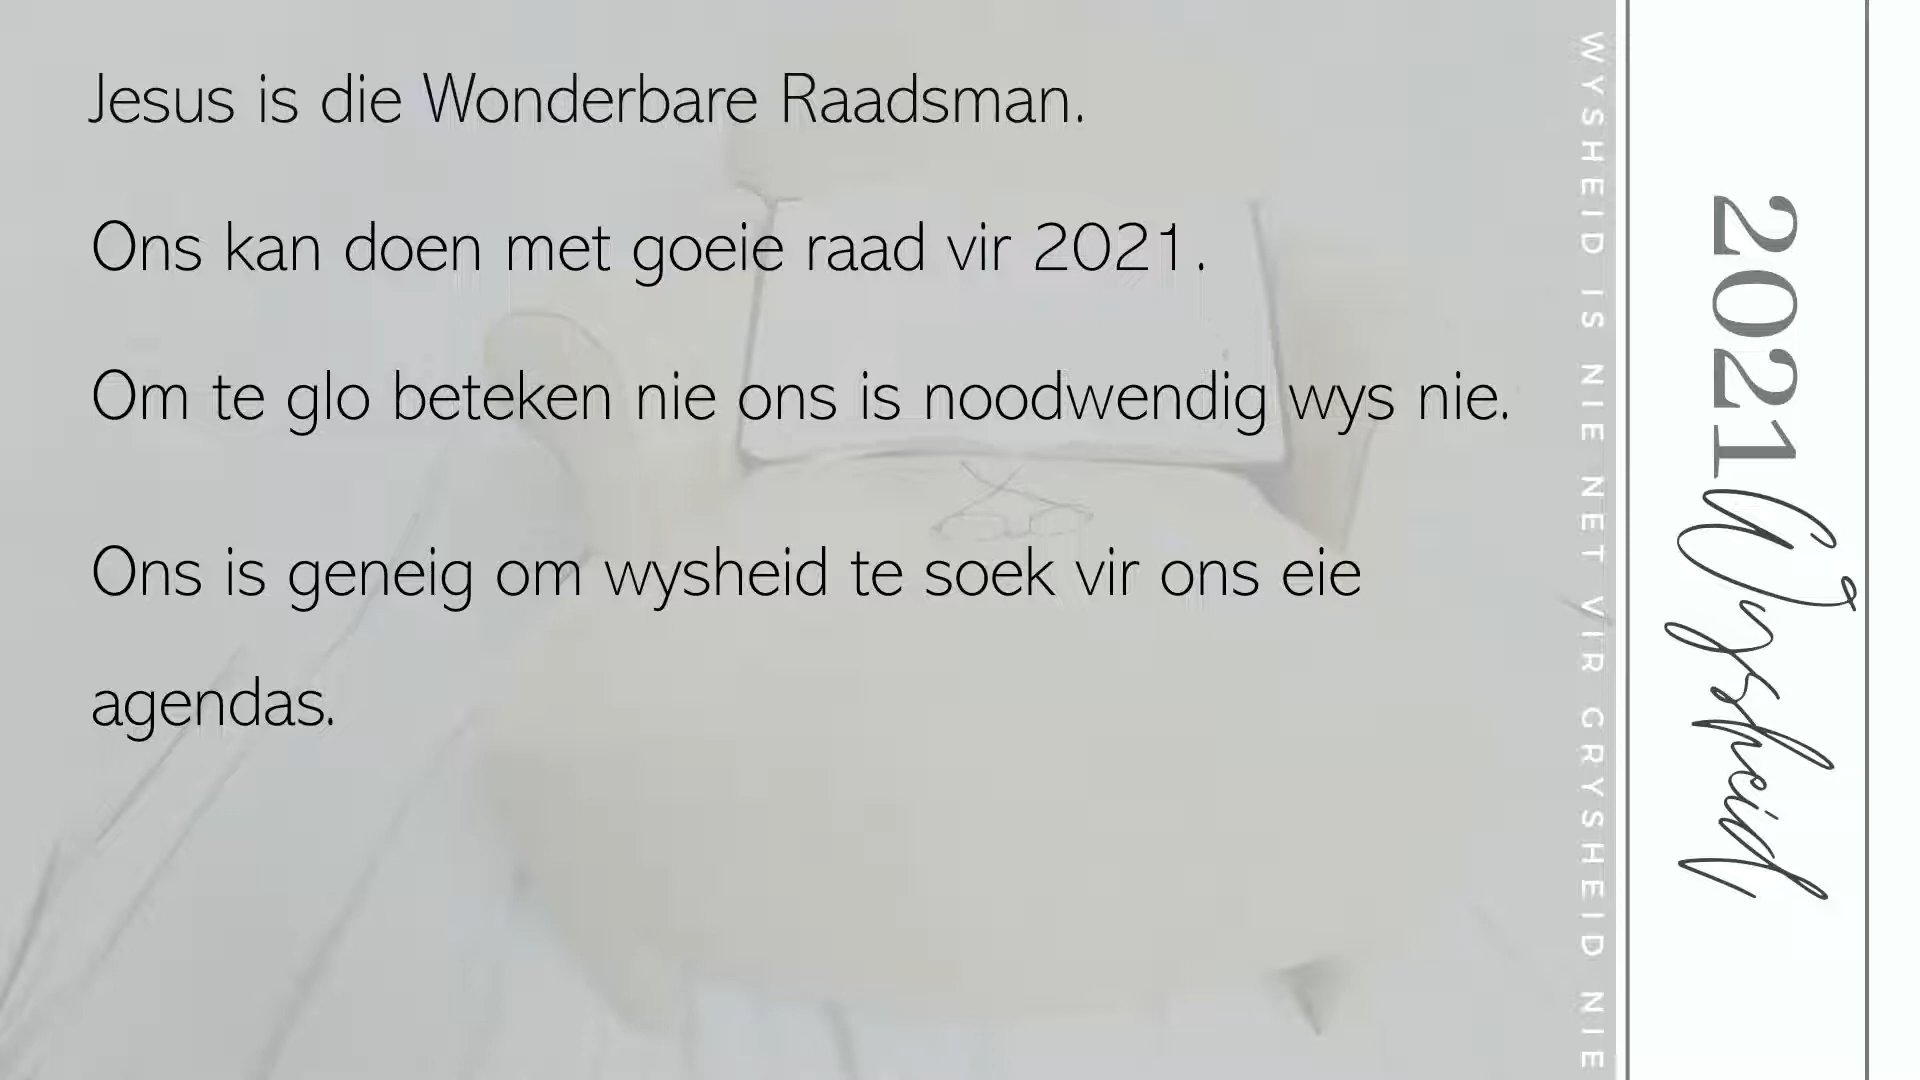 Jesus is die Wonderbare Raadsman.
Ons kan doen met goeie raad vir 2021.
Om te glo beteken nie ons is noodwendig wys nie.
Ons is geneig om wysheid te soek vir ons eie
agendas.
WYSHEID IS NIE NET VIR GRYSHEID NIE
2021 Wysheid